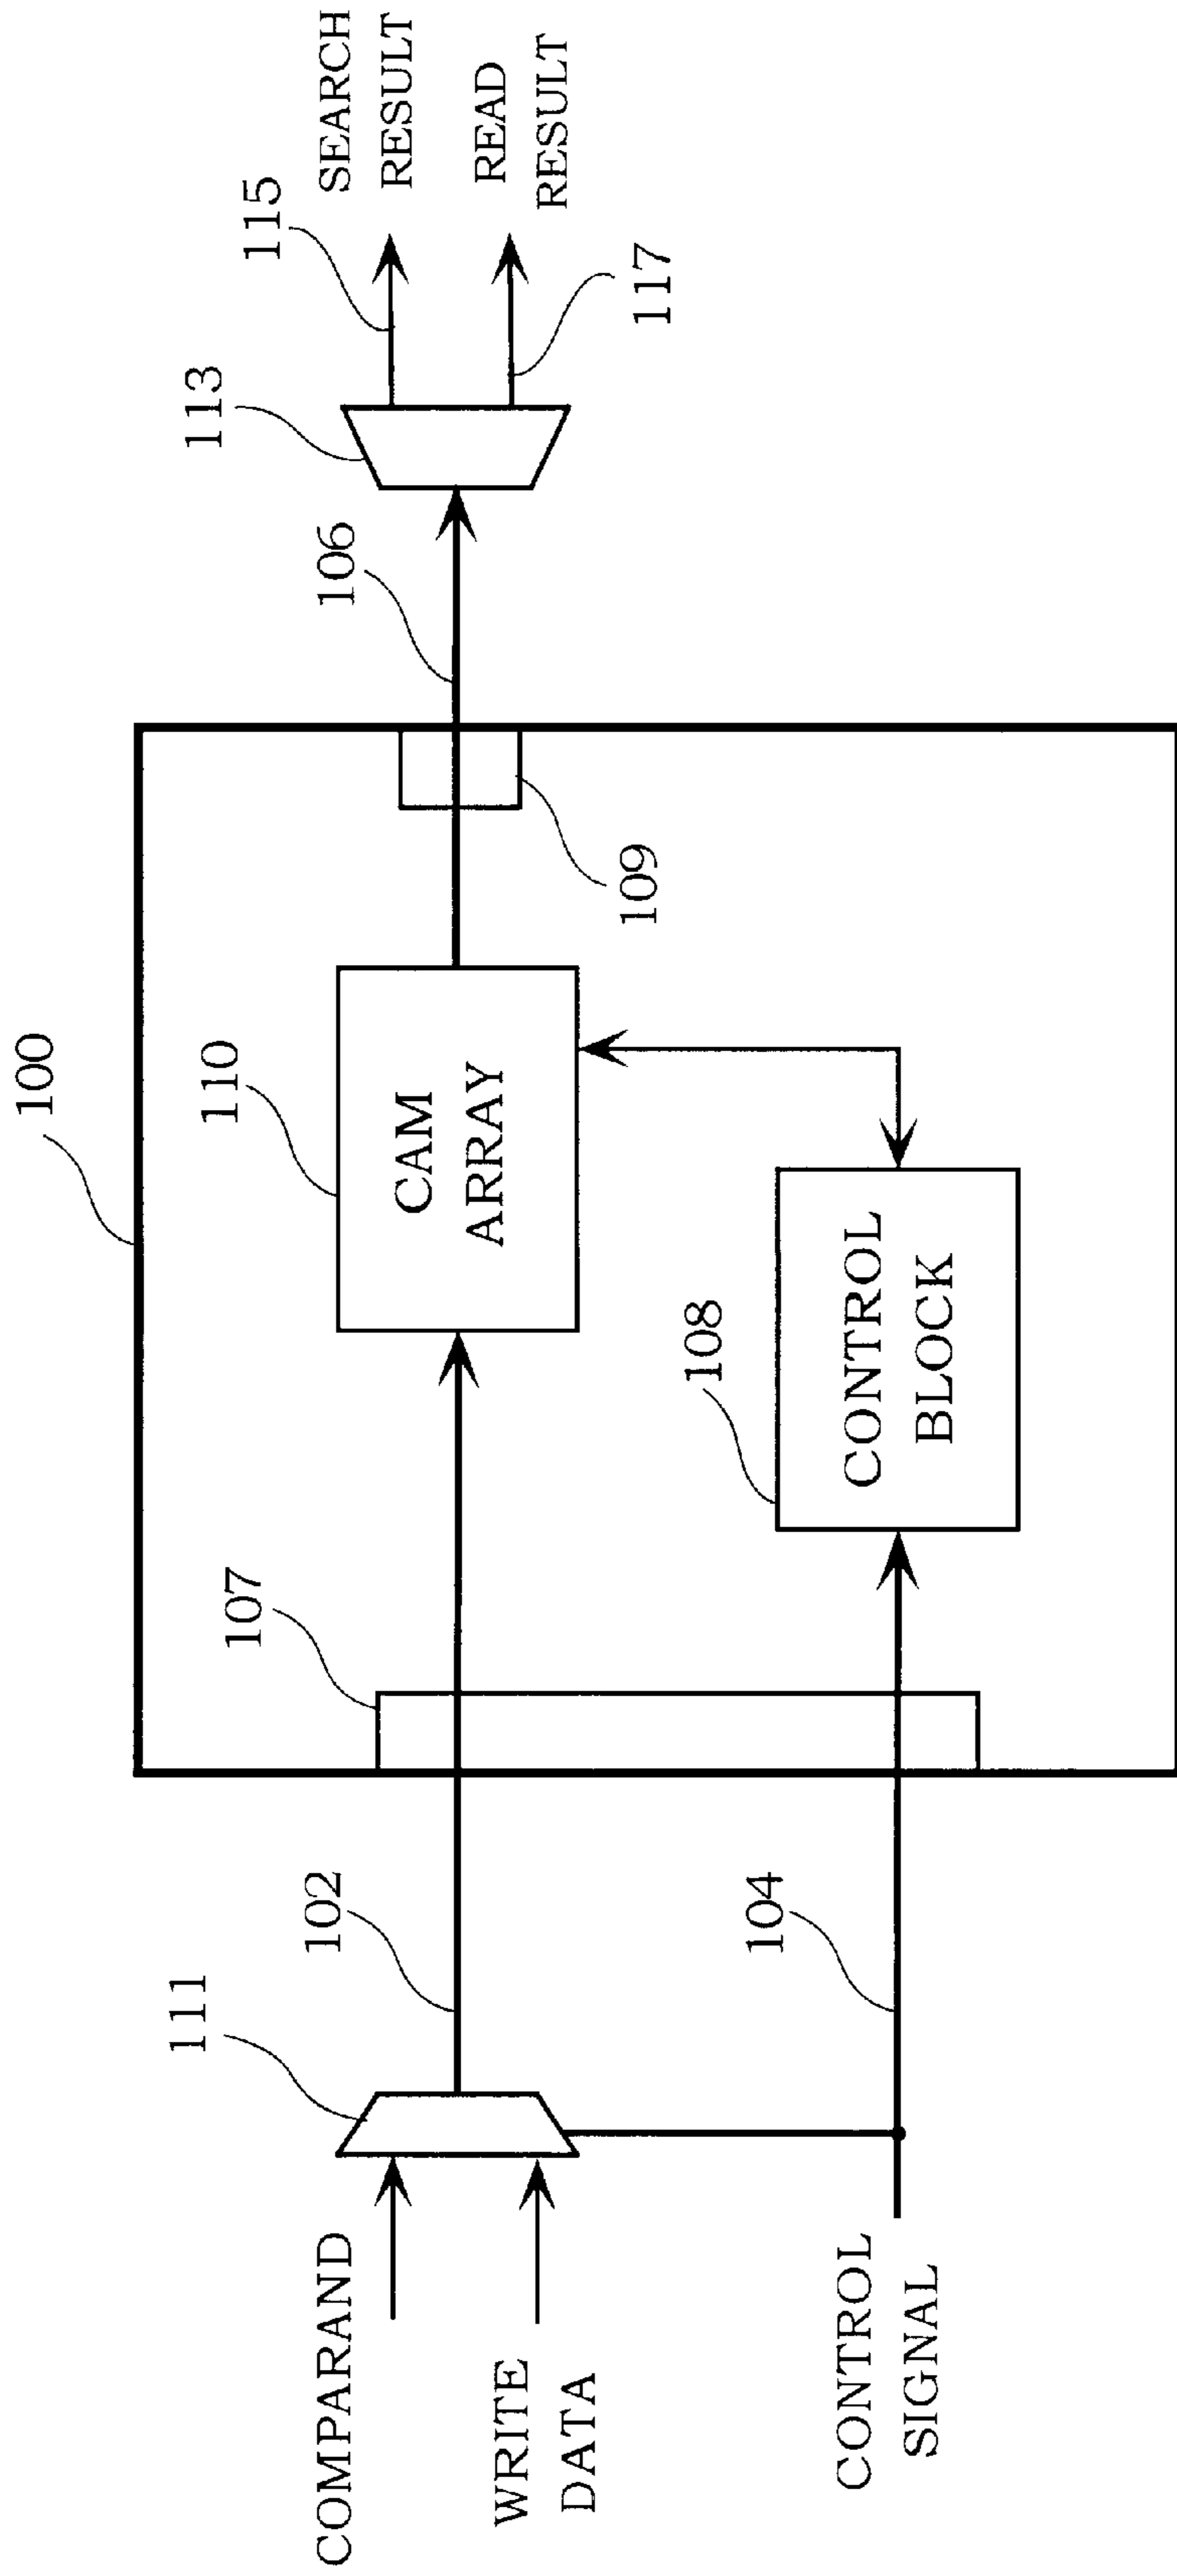 100
110
CAM
ARRAY
108
CONTROL
BLOCK
107
109
111
102
104
106
113
115
117
COMPARAND
WRITE
DATA
CONTROL
SIGNAL
SEARCH
RESULT
READ
RESULT